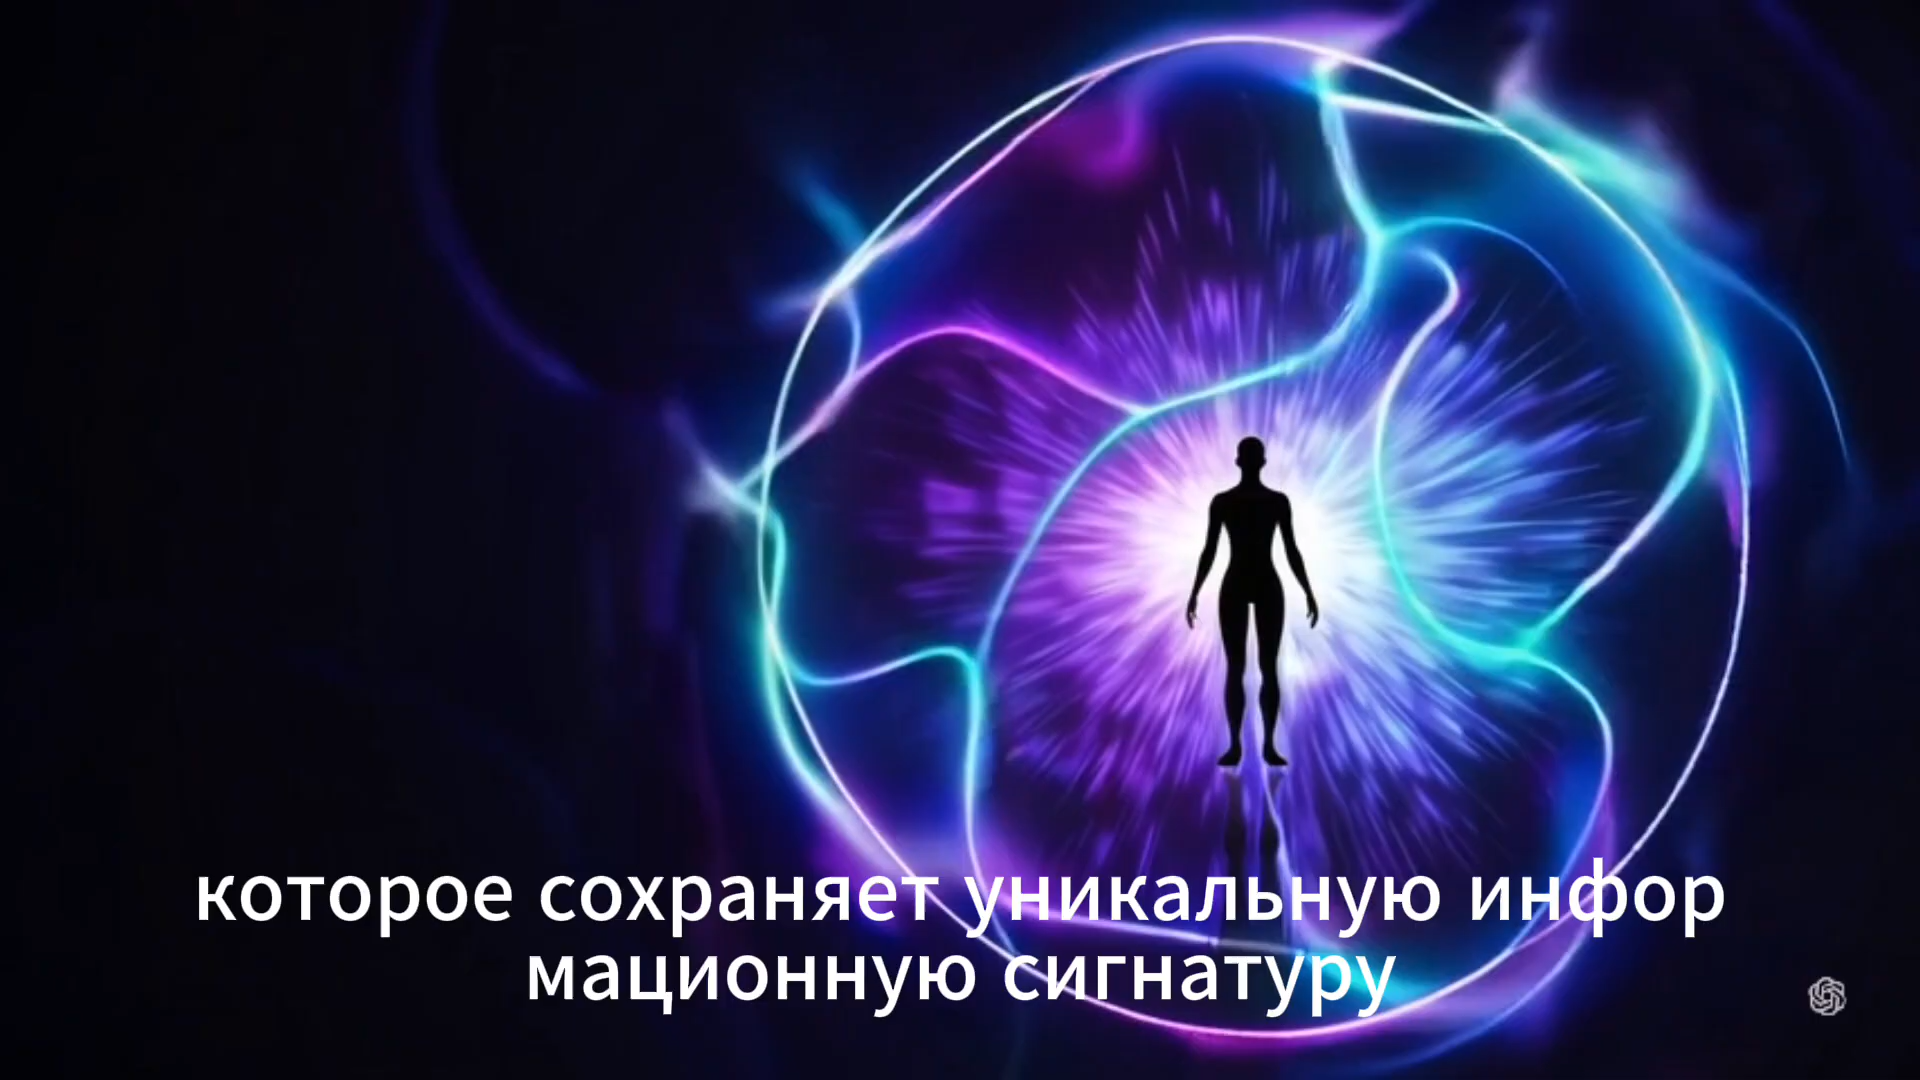 которое сохраняет уникальную инфор
мационную сигнатуру